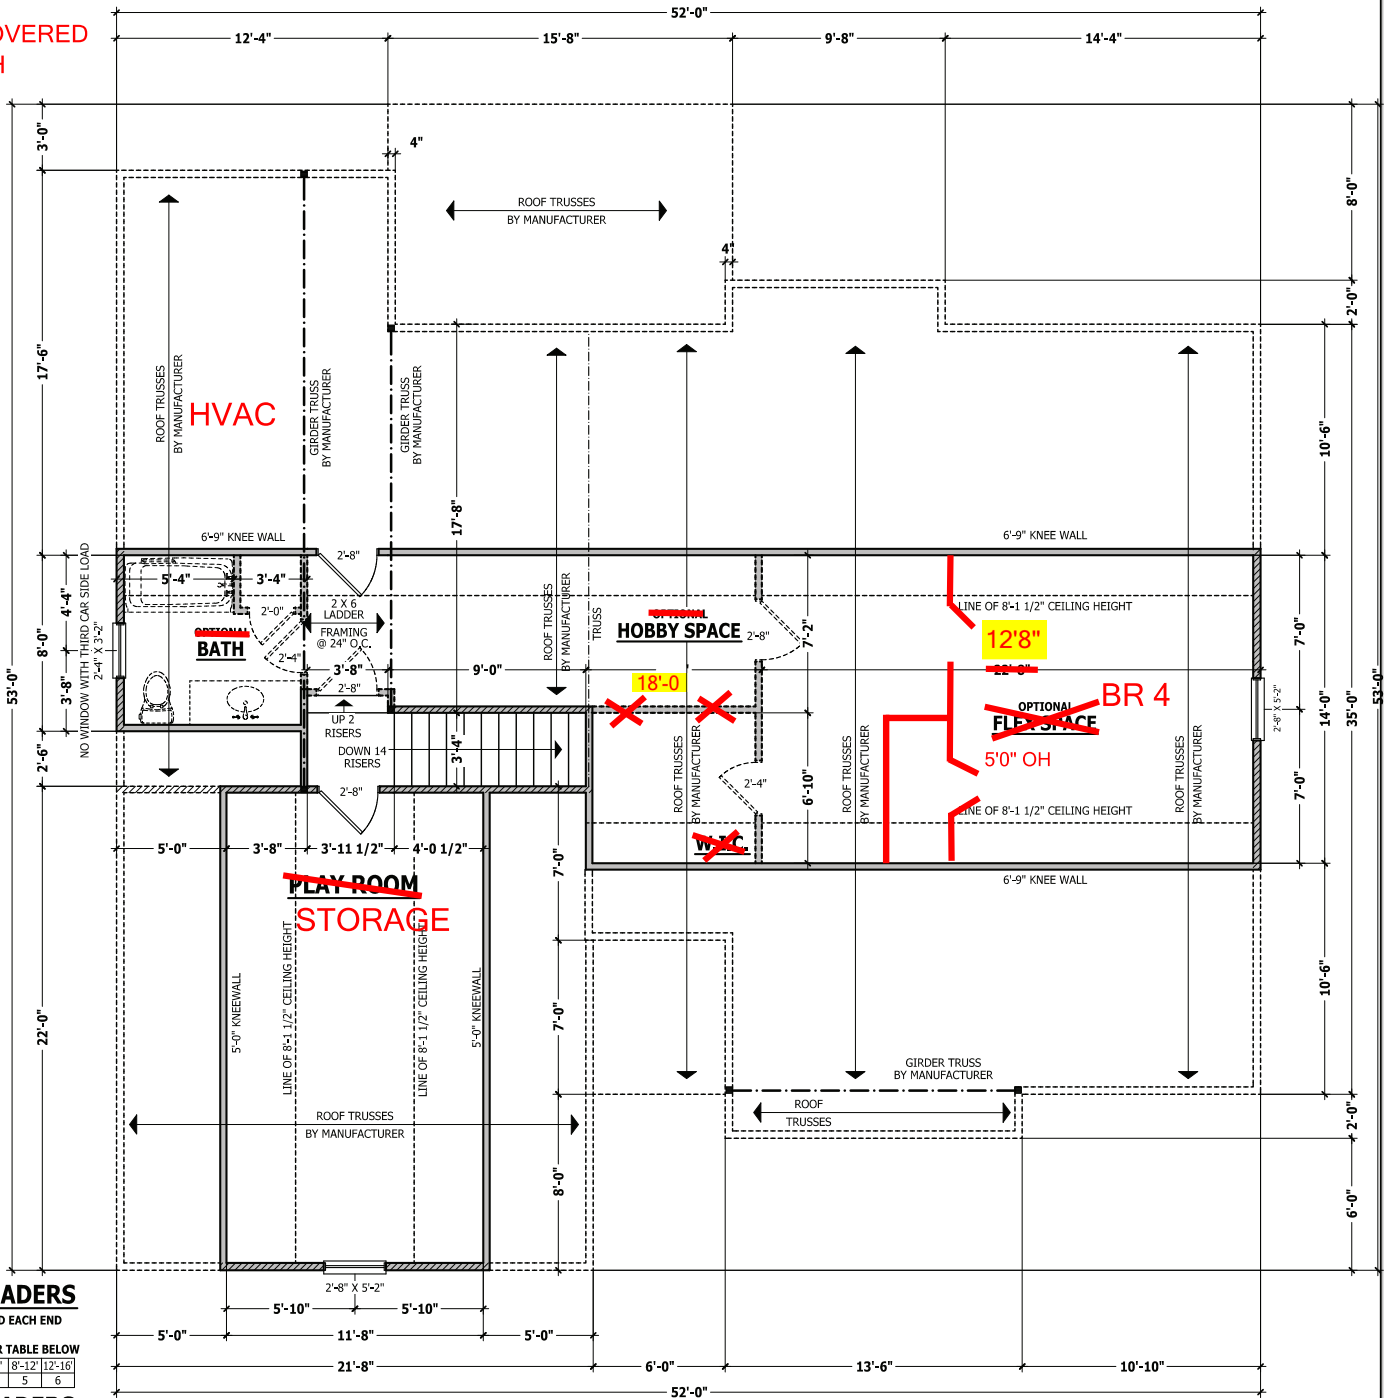 52'-0"
OVERED
H
12'-4"
15'-8"
9'-8"
14'-4"
3'-0"
4"
ROOF TRUSSES
BY MANUFACTURER
8'-0"
4"
2'-0"
17'-6"
ROOF TRUSSES
BY MANUFACTURER
HVAC
GIRDER TRUSS
BY MANUFACTURER
GIRDER TRUSS
BY MANUFACTURER
17'-8"
10'-6"
6'-9" KNEE WALL
6'-9" KNEE WALL
NO WINDOW WITH THIRD CAR SIDE LOAD
2'-4" X 3'-2"
4'-4"
8'-0"
3'-8"
53'-0"
2'-6"
5'-4"
3'-4"
2'-0"
2'-4"
OPTIONAL
BATH
2'-8"
2 X 6
LADDER
FRAMING
@ 24" O.C.
3'-8"
2'-8"
9'-0"
ROOF TRUSSES
BY MANUFACTURER
TRUSS
OPTIONAL
HOBBY SPACE
2'-8"
7'-2"
18'-0
LINE OF 8'-1 1/2" CEILING HEIGHT
12'8"
22'-8"
OPTIONAL
FLEX SPACE
BR 4
5'0" OH
7'-0"
14'-0"
35'-0"
53'-0"
2'-8" X 5'-2"
UP 2
RISERS
DOWN 14
RISERS
3'-4"
2'-8"
ROOF TRUSSES
BY MANUFACTURER
2'-4"
6'-10"
ROOF TRUSSES
BY MANUFACTURER
ROOF TRUSSES
BY MANUFACTURER
LINE OF 8'-1 1/2" CEILING HEIGHT
7'-0"
W.I.C.
5'-0"
3'-8"
3'-11 1/2"
4'-0 1/2"
7'-0"
6'-9" KNEE WALL
PLAY ROOM
STORAGE
5'-0" KNEEWALL
LINE OF 8'-1 1/2" CEILING HEIGHT
LINE OF 8'-1 1/2" CEILING HEIGHT
5'-0" KNEEWALL
22'-0"
7'-0"
10'-6"
GIRDER TRUSS
BY MANUFACTURER
ROOF
TRUSSES
ROOF TRUSSES
BY MANUFACTURER
2'-0"
8'-0"
6'-0"
2'-8" X 5'-2"
ADERS
D EACH END
5'-10"
5'-10"
5'-0"
11'-8"
5'-0"
R TABLE BELOW
' 8'-12' 12'-16'
5 6
21'-8"
6'-0"
13'-6"
10'-10"
52'-0"